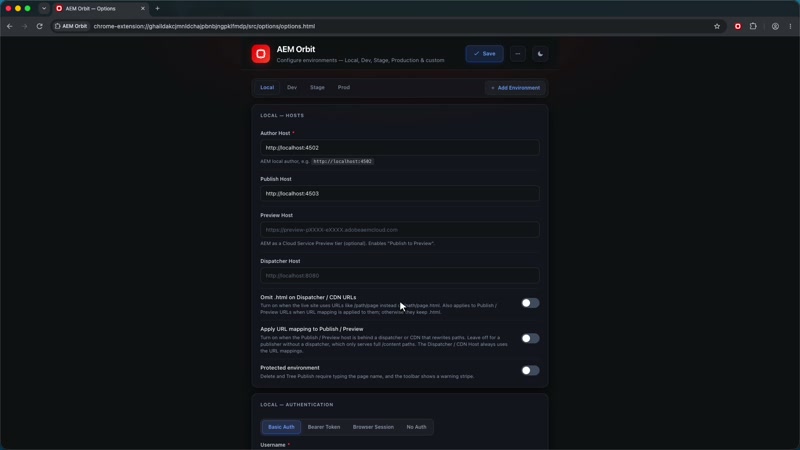 AEM Orbit — Options
AEM Orbit
chrome-extension://ghaildakcjmnldchajpbnbjngpklfmdp/src/options/options.html
AEM Orbit
Configure environments — Local, Dev, Stage, Production & custom
Save
Local
Dev
Stage
Prod
+ Add Environment
LOCAL — HOSTS
Author Host *
http://localhost:4502
AEM local author, e.g. http://localhost:4502
Publish Host
http://localhost:4503
Preview Host
https://preview-pXXXX-eXXXX.adobeaemcloud.com
AEM as a Cloud Service Preview tier (optional). Enables "Publish to Preview".
Dispatcher Host
http://localhost:8080
Omit .html on Dispatcher / CDN URLs
Turn on when the live site uses URLs like /path/page instead /path/page.html. Also applies to Publish /
Preview URLs when URL mapping is applied to them; otherwise they keep .html.
Apply URL mapping to Publish / Preview
Turn on when the Publish / Preview host is behind a dispatcher or CDN that rewrites paths. Leave off for a
publisher without a dispatcher, which only serves full /content paths. The Dispatcher / CDN Host always uses
the URL mappings.
Protected environment
Delete and Tree Publish require typing the page name, and the toolbar shows a warning stripe.
LOCAL — AUTHENTICATION
Basic Auth
Bearer Token
Browser Session
No Auth
Username *